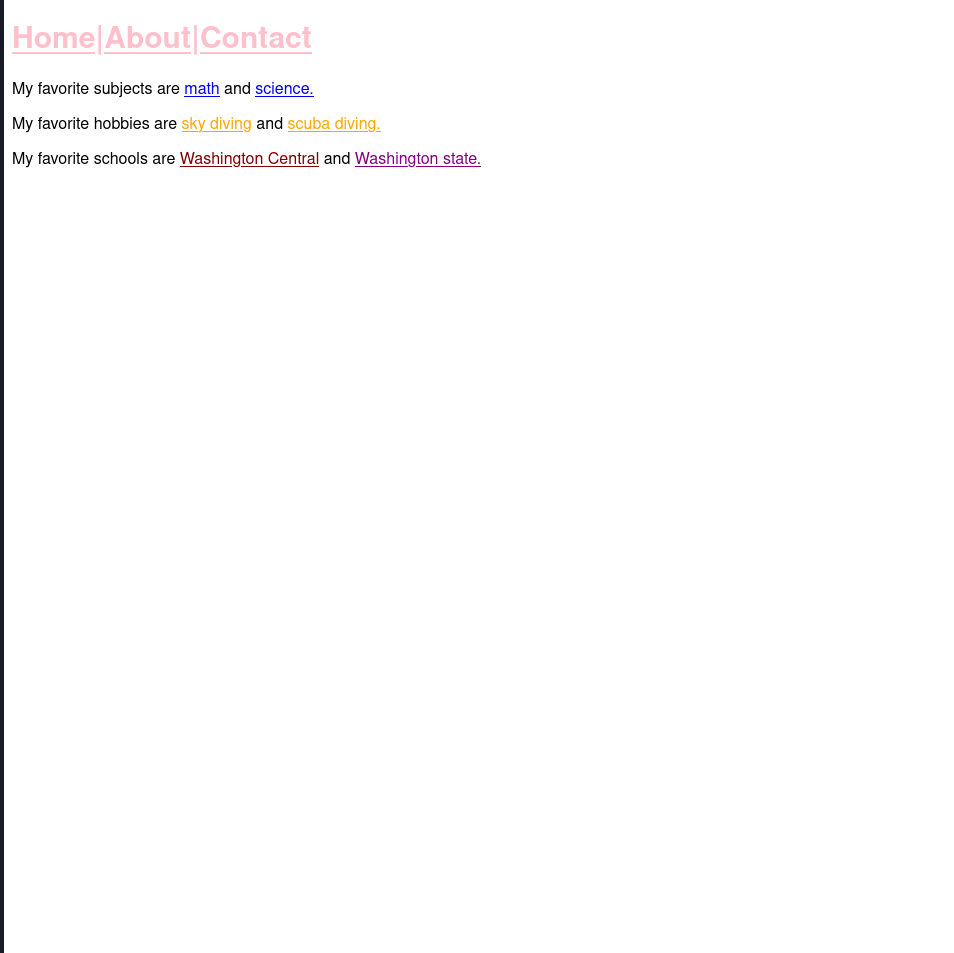 Home|About|Contact
My favorite subjects are math and science.
My favorite hobbies are sky diving and scuba diving.
My favorite schools are Washington Central and Washington state.